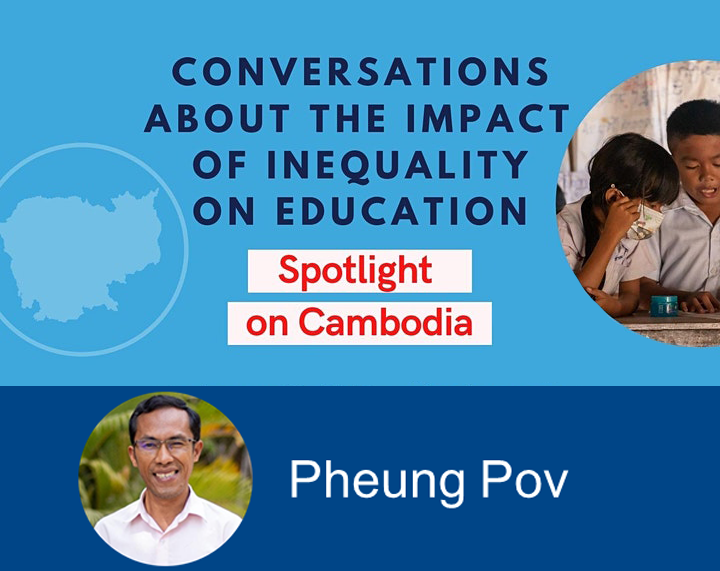 CONVERSATIONS
ABOUT THE IMPACT
OF INEQUALITY
ON EDUCATION
Spotlight
on Cambodia
Pheung Pov